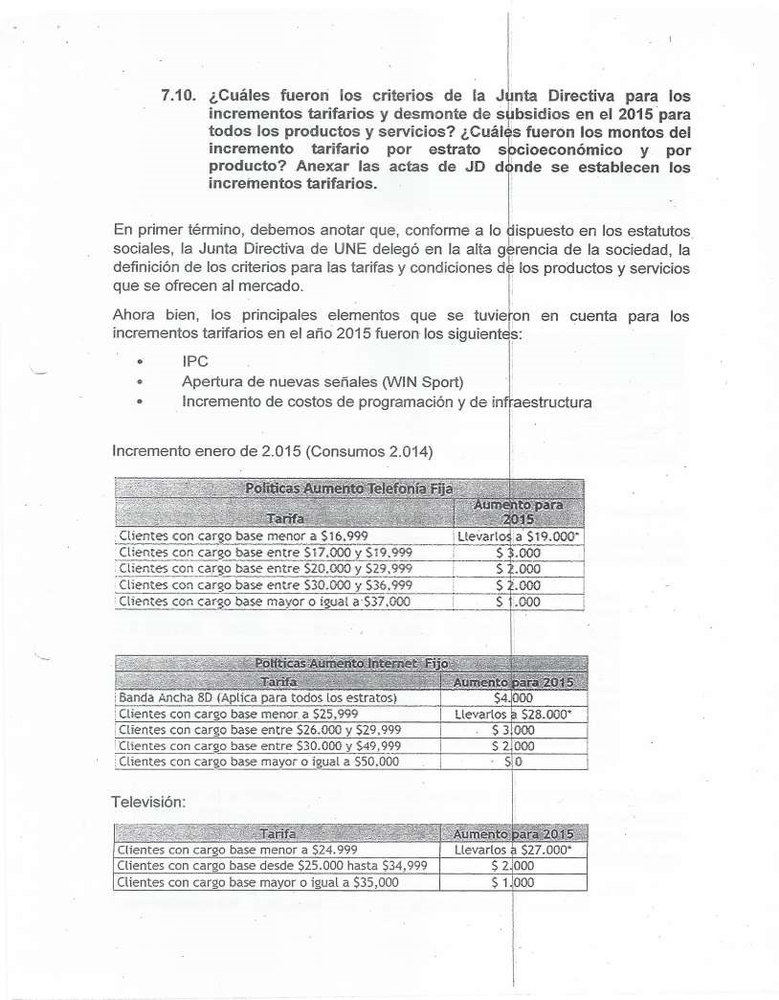 7.10. ¿Cuáles fueron los criterios de la Junta Directiva para los
incrementos tarifarios y desmonte de subsidios en el 2015 para
todos los productos y servicios? ¿Cuáles fueron los montos del
incremento tarifario por estrato socioeconómico y por
producto? Anexar las actas de JD donde se establecen los
incrementos tarifarios.
En primer término, debemos anotar que, conforme a lo dispuesto en los estatutos
sociales, la Junta Directiva de UNE delegó en la alta gerencia de la sociedad, la
definición de los criterios para las tarifas y condiciones de los productos y servicios
que se ofrecen al mercado.
Ahora bien, los principales elementos que se tuvieron en cuenta para los
incrementos tarifarios en el año 2015 fueron los siguientes:
• IPC
• Apertura de nuevas señales (WIN Sport)
• Incremento de costos de programación y de infraestructura
Incremento enero de 2.015 (Consumos 2.014)
Políticas Aumento Telefonía Fija
Tarifa Aumento para 2015
Clientes con cargo base menor a $16,999 Llevarlos a $19.000*
Clientes con cargo base entre $17.000 y $19,999 $ 3.000
Clientes con cargo base entre $20,000 y $29,999 $ 2.000
Clientes con cargo base entre $30.000 y $36,999 $ 2.000
Clientes con cargo base mayor o igual a $37,000 $ 1.000
Políticas Aumento Internet Fijo
Tarifa Aumento para 2015
Banda Ancha 8D (Aplica para todos los estratos) $4.000
Clientes con cargo base menor a $25,999 Llevarlos a $28.000*
Clientes con cargo base entre $26.000 y $29,999 $ 3.000
Clientes con cargo base entre $30.000 y $49,999 $ 2.000
Clientes con cargo base mayor o igual a $50,000 $ 0
Televisión:
Tarifa Aumento para 2015
Clientes con cargo base menor a $24.999 Llevarlos a $27.000*
Clientes con cargo base desde $25.000 hasta $34,999 $ 2.000
Clientes con cargo base mayor o igual a $35,000 $ 1.000